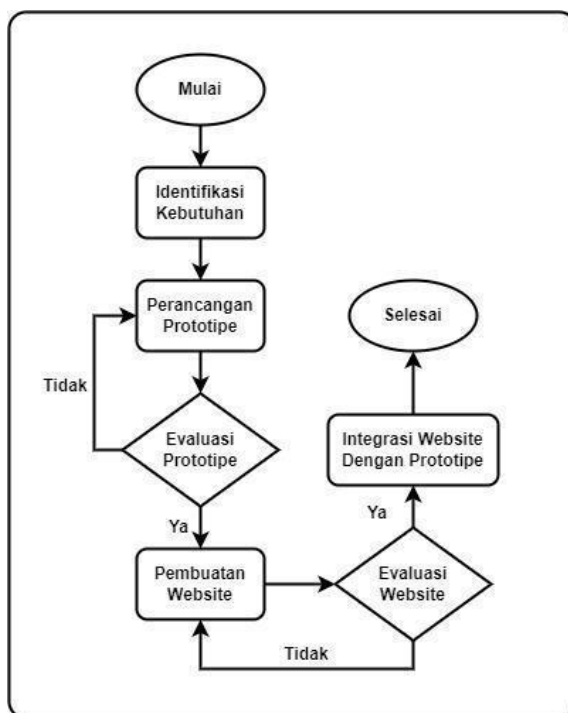 Mulai
Identifikasi
Kebutuhan
Perancangan
Prototipe
Tidak
Evaluasi
Prototipe
Ya
Pembuatan
Website
Evaluasi
Website
Tidak
Ya
Integrasi Website
Dengan Prototipe
Selesai